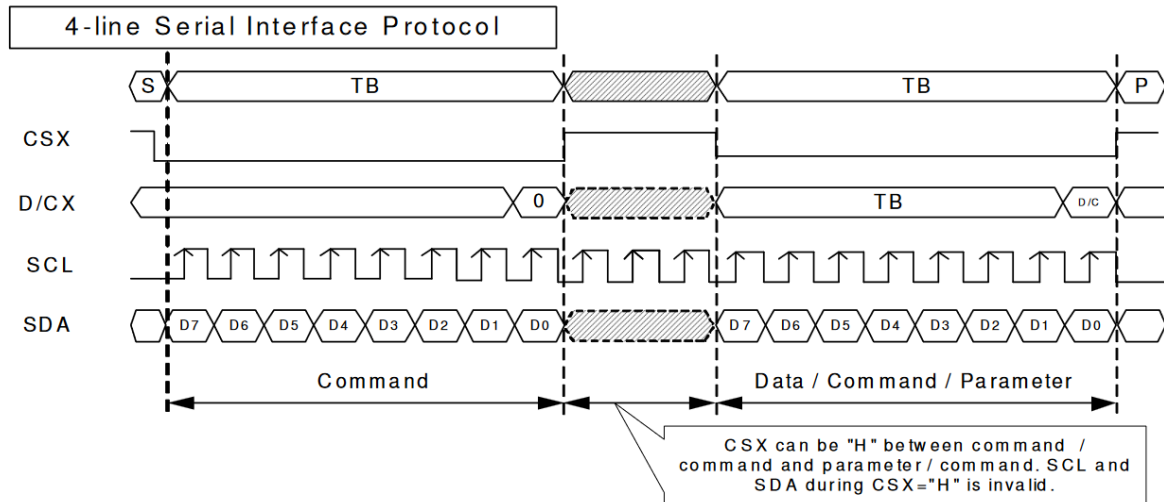 4-line Serial Interface Protocol
S TB TB P
CSX
D/CX 0 TB D/C
SCL
SDA D7 D6 D5 D4 D3 D2 D1 D0 D7 D6 D5 D4 D3 D2 D1 D0
Command Data / Command / Parameter
CSX can be "H" between command /
command and parameter / command. SCL and
SDA during CSX="H" is invalid.